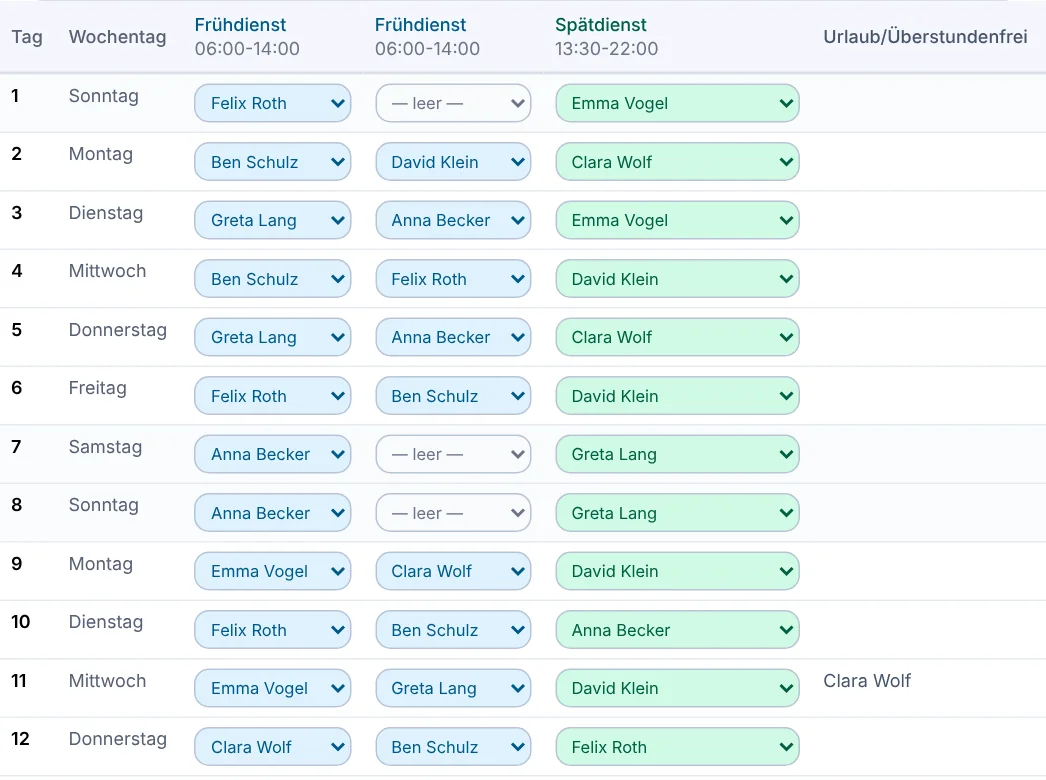 Tag Wochentag Frühdienst Frühdienst Spätdienst Urlaub/Überstundenfrei
06:00-14:00 06:00-14:00 13:30-22:00
1 Sonntag Felix Roth — leer — Emma Vogel
2 Montag Ben Schulz David Klein Clara Wolf
3 Dienstag Greta Lang Anna Becker Emma Vogel
4 Mittwoch Ben Schulz Felix Roth David Klein
5 Donnerstag Greta Lang Anna Becker Clara Wolf
6 Freitag Felix Roth Ben Schulz David Klein
7 Samstag Anna Becker — leer — Greta Lang
8 Sonntag Anna Becker — leer — Greta Lang
9 Montag Emma Vogel Clara Wolf David Klein
10 Dienstag Felix Roth Ben Schulz Anna Becker
11 Mittwoch Emma Vogel Greta Lang David Klein Clara Wolf
12 Donnerstag Clara Wolf Ben Schulz Felix Roth